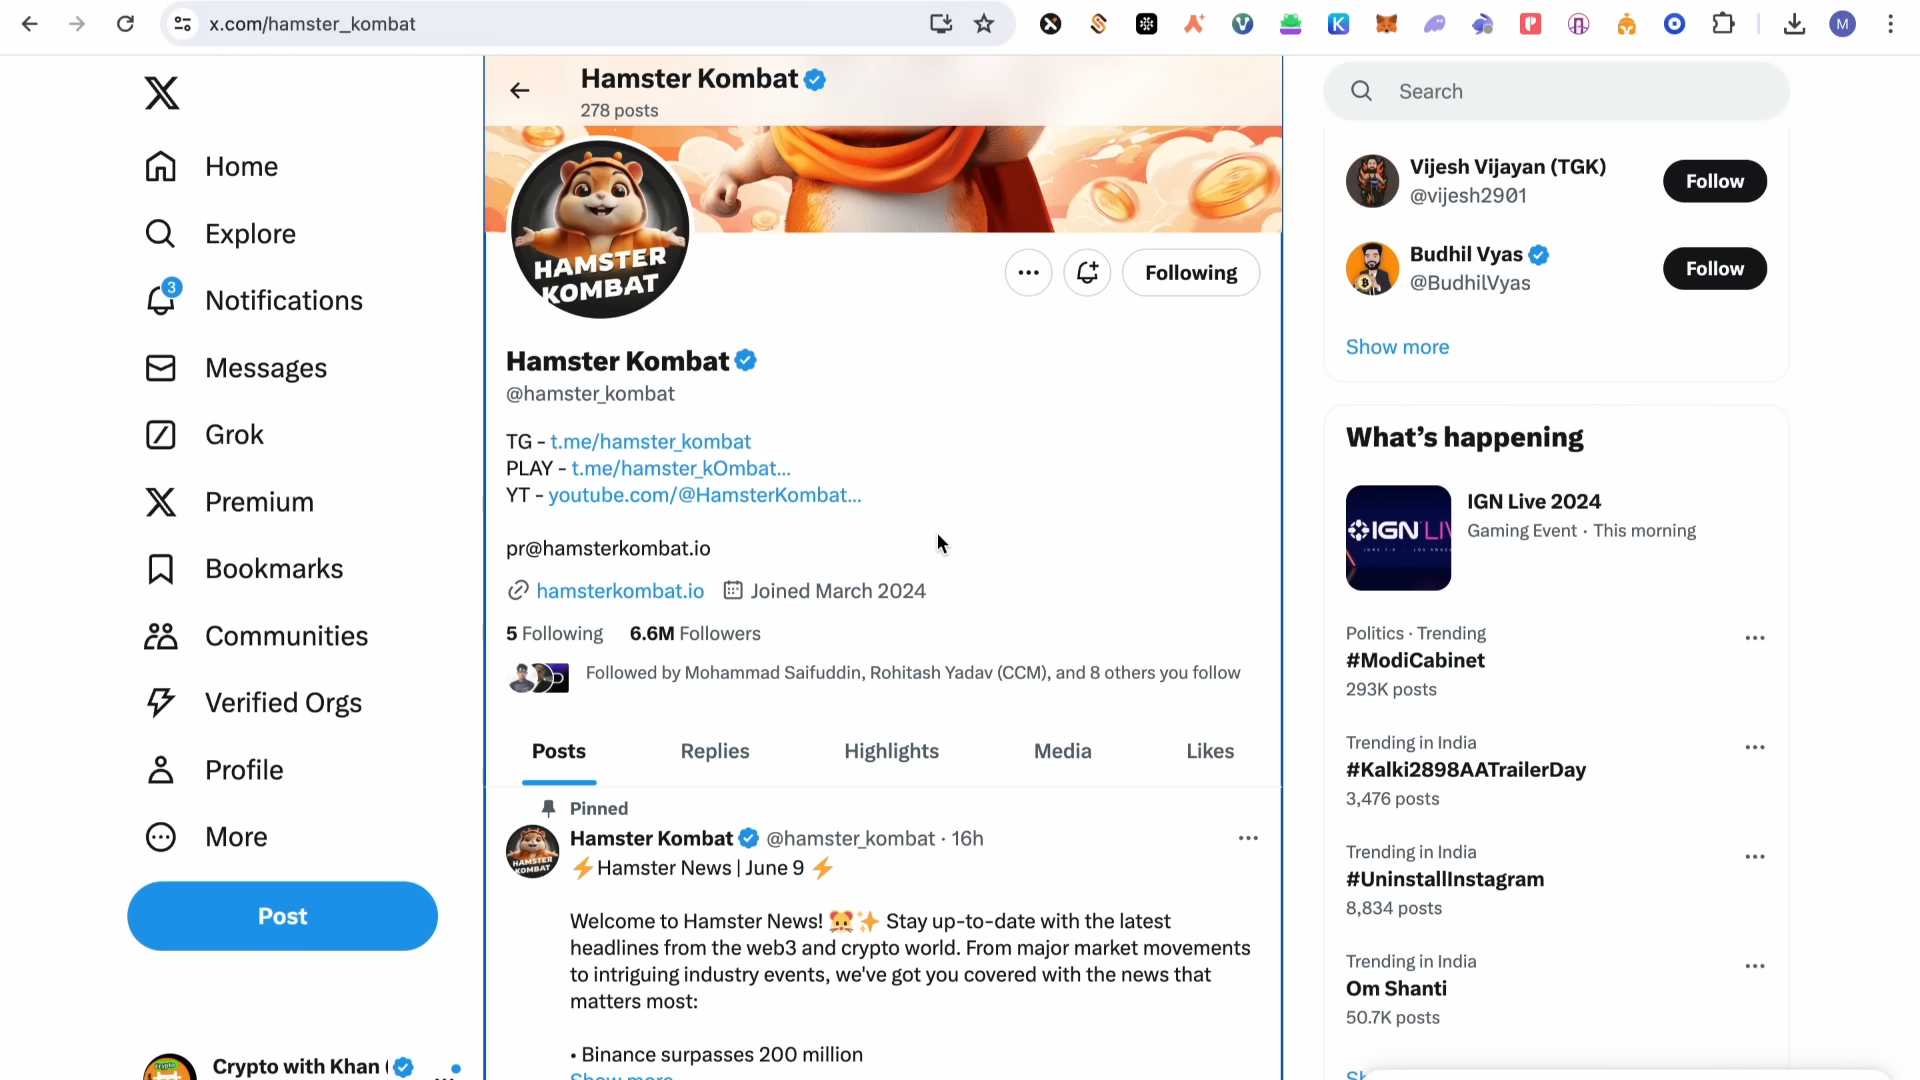 x.com/hamster_kombat
M
Home
Explore
3
Notifications
Messages
Grok
Premium
Bookmarks
Communities
Verified Orgs
Profile
More
Post
Crypto with Khan (
Hamster Kombat
278 posts
HAMSTER
KOMBAT
Following
Hamster Kombat
@hamster_kombat
TG - t.me/hamster_kombat
PLAY - t.me/hamster_kOmbat...
YT - youtube.com/@HamsterKombat...
pr@hamsterkombat.io
hamsterkombat.io Joined March 2024
5 Following 6.6M Followers
Followed by Mohammad Saifuddin, Rohitash Yadav (CCM), and 8 others you follow
Posts Replies Highlights Media Likes
Pinned
Hamster Kombat @hamster_kombat · 16h
HAMSTER
KOMBAT
⚡Hamster News | June 9 ⚡
Welcome to Hamster News! 🐹✨ Stay up-to-date with the latest
headlines from the web3 and crypto world. From major market movements
to intriguing industry events, we've got you covered with the news that
matters most:
• Binance surpasses 200 million
Show more
Search
Vijesh Vijayan (TGK)
@vijesh2901
Follow
Budhil Vyas
@BudhilVyas
Follow
Show more
What's happening
IGN LIV
IGN Live 2024
Gaming Event · This morning
Politics · Trending
#ModiCabinet
293K posts
Trending in India
#Kalki2898AATrailerDay
3,476 posts
Trending in India
#UninstallInstagram
8,834 posts
Trending in India
Om Shanti
50.7K posts